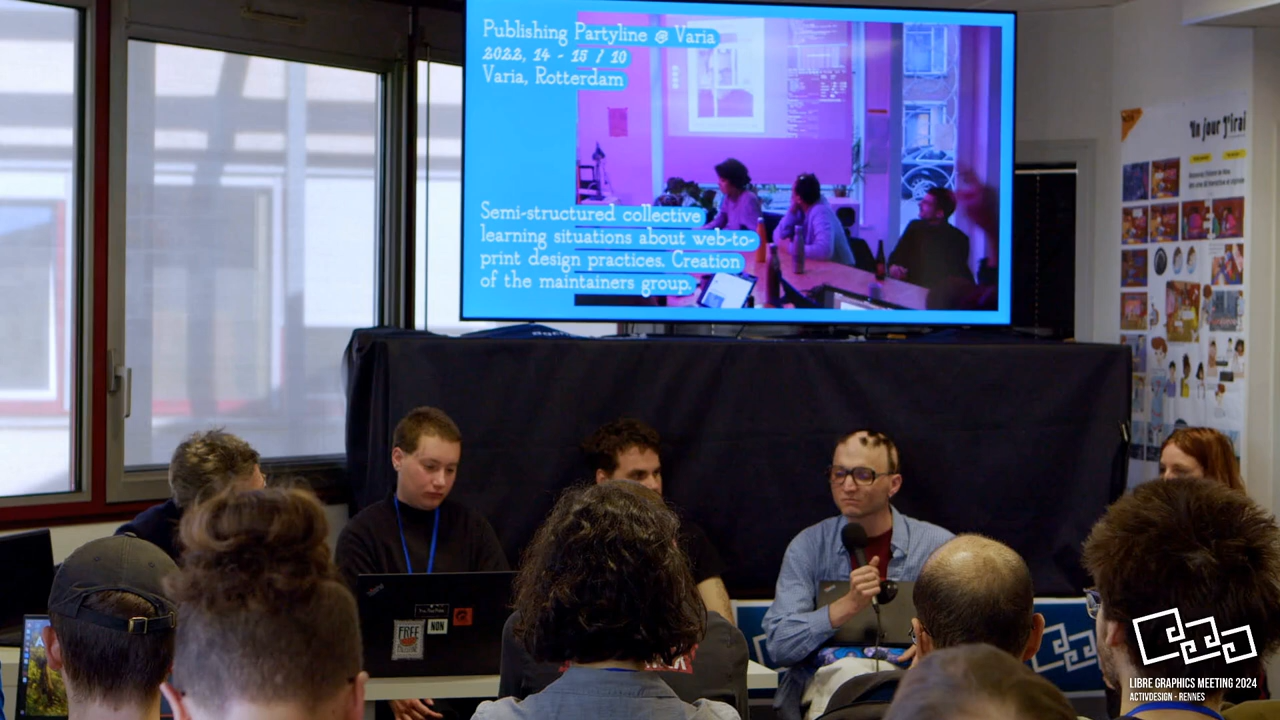 Publishing Partyline @ Varia
2022, 14 - 15 / 10
Varia, Rotterdam
Semi-structured collective
learning situations about web-to-
print design practices. Creation
of the maintainers group.
Un jour j'irai
FREE
NON
LIBRE GRAPHICS MEETING 2024
ACTIVDESIGN - RENNES